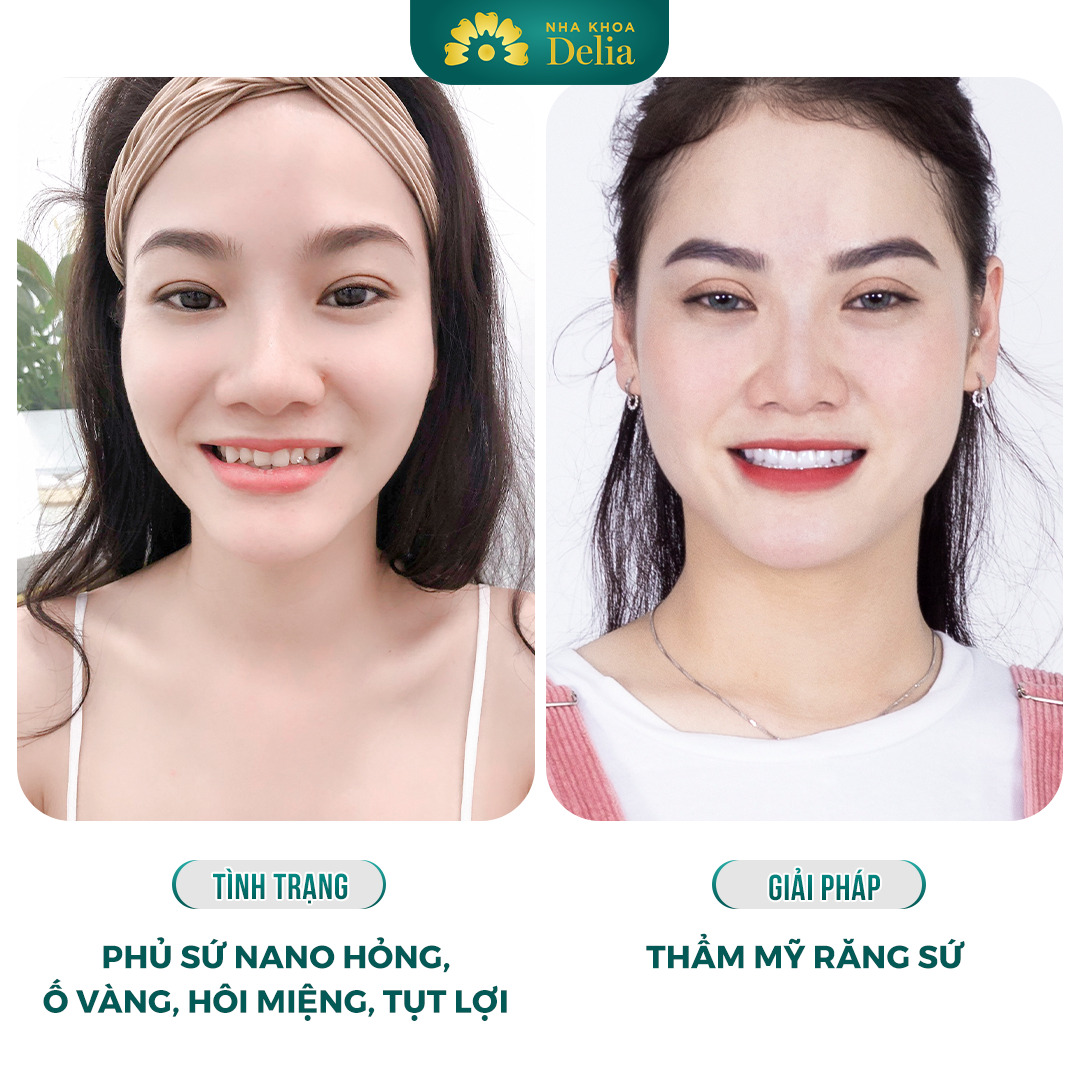 NHA KHOA
Delia
TÌNH TRẠNG
PHỦ SỨ NANO HỎNG,
Ố VÀNG, HÔI MIỆNG, TỤT LỢI
GIẢI PHÁP
THẨM MỸ RĂNG SỨ